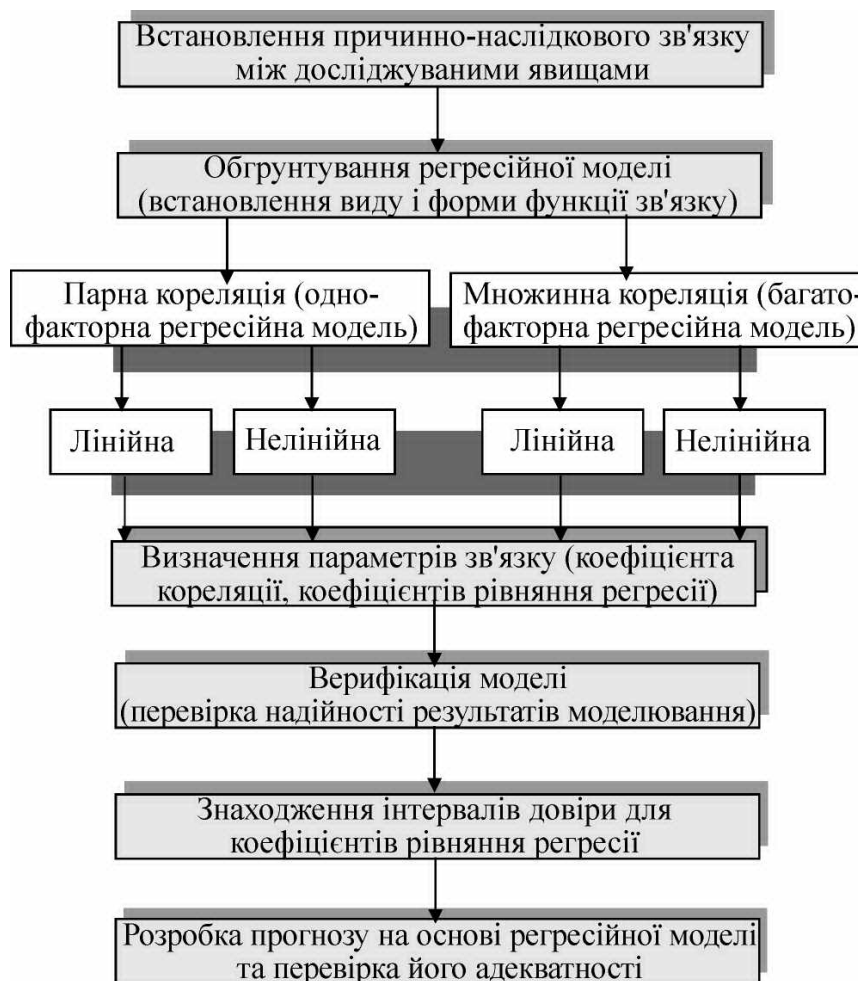 Встановлення причинно-наслідкового зв'язку
між досліджуваними явищами
Обгрунтування регресійної моделі
(встановлення виду і форми функції зв'язку)
Парна кореляція (одно-
факторна регресійна модель)
Множинна кореляція (багато-
факторна регресійна модель)
Лінійна
Нелінійна
Лінійна
Нелінійна
Визначення параметрів зв'язку (коефіцієнта
кореляції, коефіцієнтів рівняння регресії)
Верифікація моделі
(перевірка надійності результатів моделювання)
Знаходження інтервалів довіри для
коефіцієнтів рівняння регресії
Розробка прогнозу на основі регресійної моделі
та перевірка його адекватності